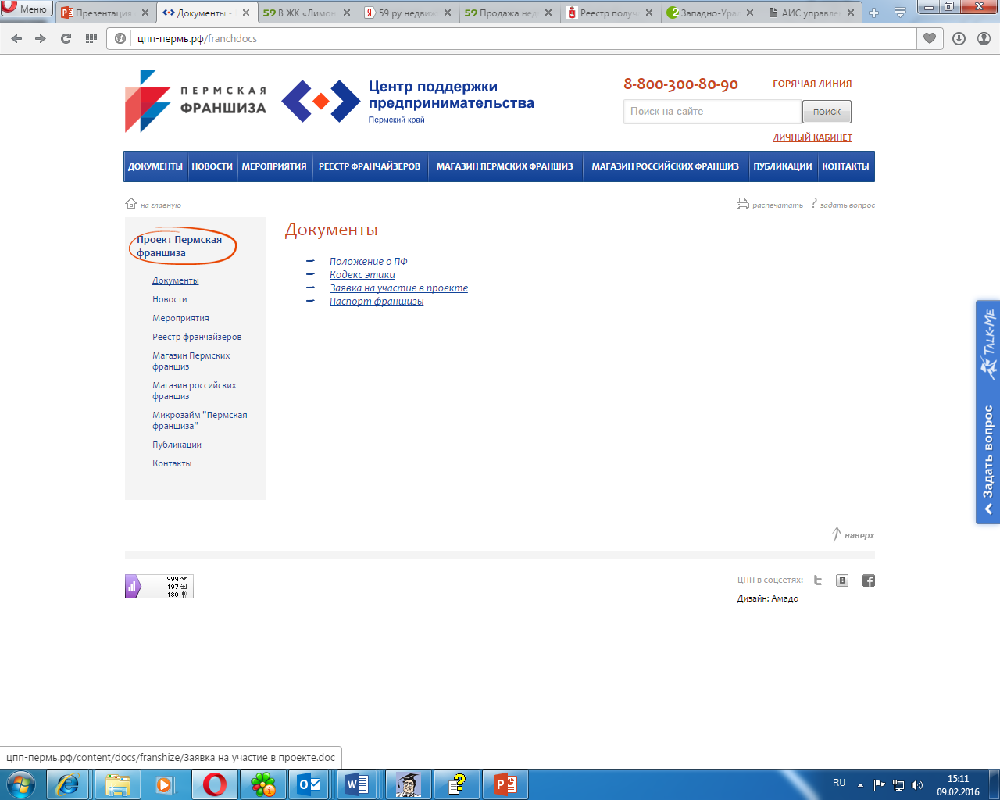 Меню
Презентация
Документы -
59 В ЖК «Лимон
Я 59 ру недвиж
59 Продажа нед
Реестр получ
2 Западно-Ура
АИС управле
цпп-пермь.рф/franchdocs
ПЕРМСКАЯ
ФРАНШИЗА
Центр поддержки
предпринимательства
Пермский край
8-800-300-80-90 ГОРЯЧАЯ ЛИНИЯ
Поиск на сайте ПОИСК
ЛИЧНЫЙ КАБИНЕТ
ДОКУМЕНТЫ НОВОСТИ МЕРОПРИЯТИЯ РЕЕСТР ФРАНЧАЙЗЕРОВ МАГАЗИН ПЕРМСКИХ ФРАНШИЗ МАГАЗИН РОССИЙСКИХ ФРАНШИЗ ПУБЛИКАЦИИ КОНТАКТЫ
на главную
распечатать ? задать вопрос
Проект Пермская
франшиза
Документы
Новости
Мероприятия
Реестр франчайзеров
Магазин Пермских
франшиз
Магазин российских
франшиз
Микрозайм "Пермская
франшиза"
Публикации
Контакты
Документы
Положение о ПФ
Кодекс этики
Заявка на участие в проекте
Паспорт франшизы
TALK-ME
Задать вопрос
наверх
494
197
180
ЦПП в соцсетях:
Дизайн: Амадо
цпп-пермь.рф/content/docs/franshize/Заявка на участие в проекте.doc
RU
15:11
09.02.2016